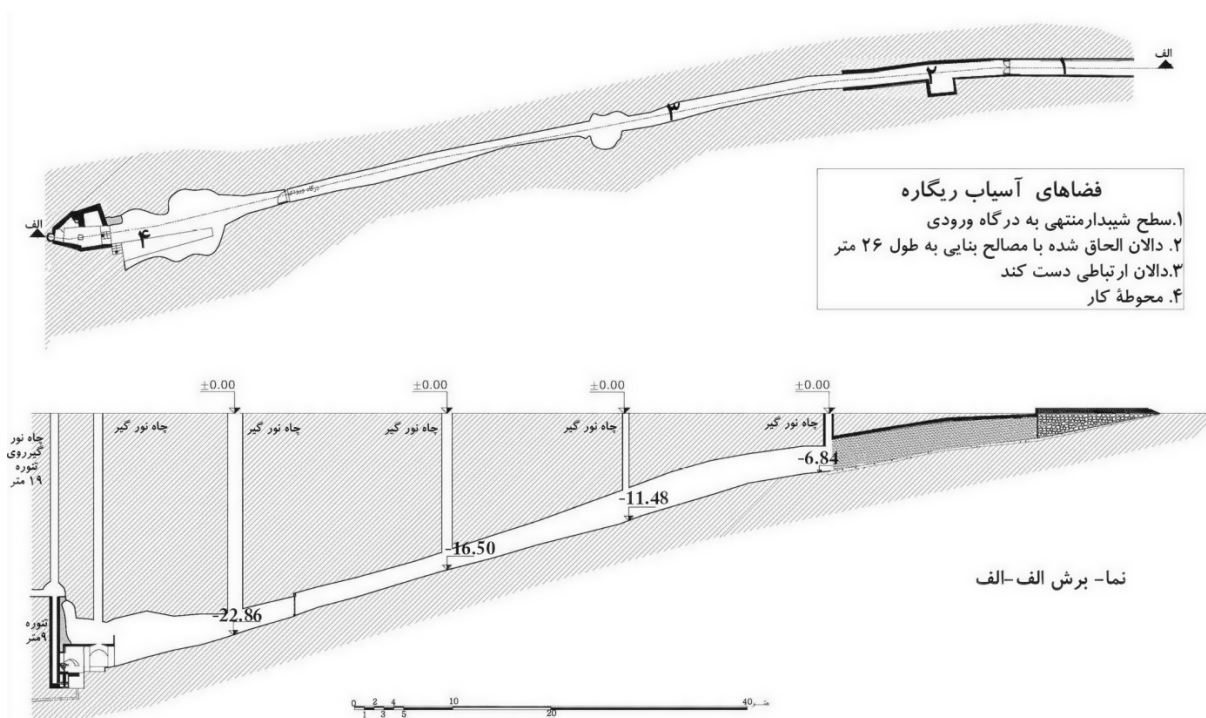 الف
۲
۳
درگاه ورودی
الف
۴
فضاهای آسیاب ریگاره
۱.سطح شیبدارمنتهی به درگاه ورودی
۲. دالان الحاق شده با مصالح بنایی به طول ۲۶ متر
۳.دالان ارتباطی دست کند
۴. محوطهٔ کار
±0.00 ±0.00 ±0.00 ±0.00
چاه نور گیر چاه نور گیر چاه نور گیر چاه نور گیر چاه نور گیر
چاه نور
گیرروی
تنوره
۱۹ متر
-6.84
-11.48
-16.50
-22.86
نما- برش الف-الف
تنوره
۹متر
0 2 4 10 40 متر
1 3 5 20